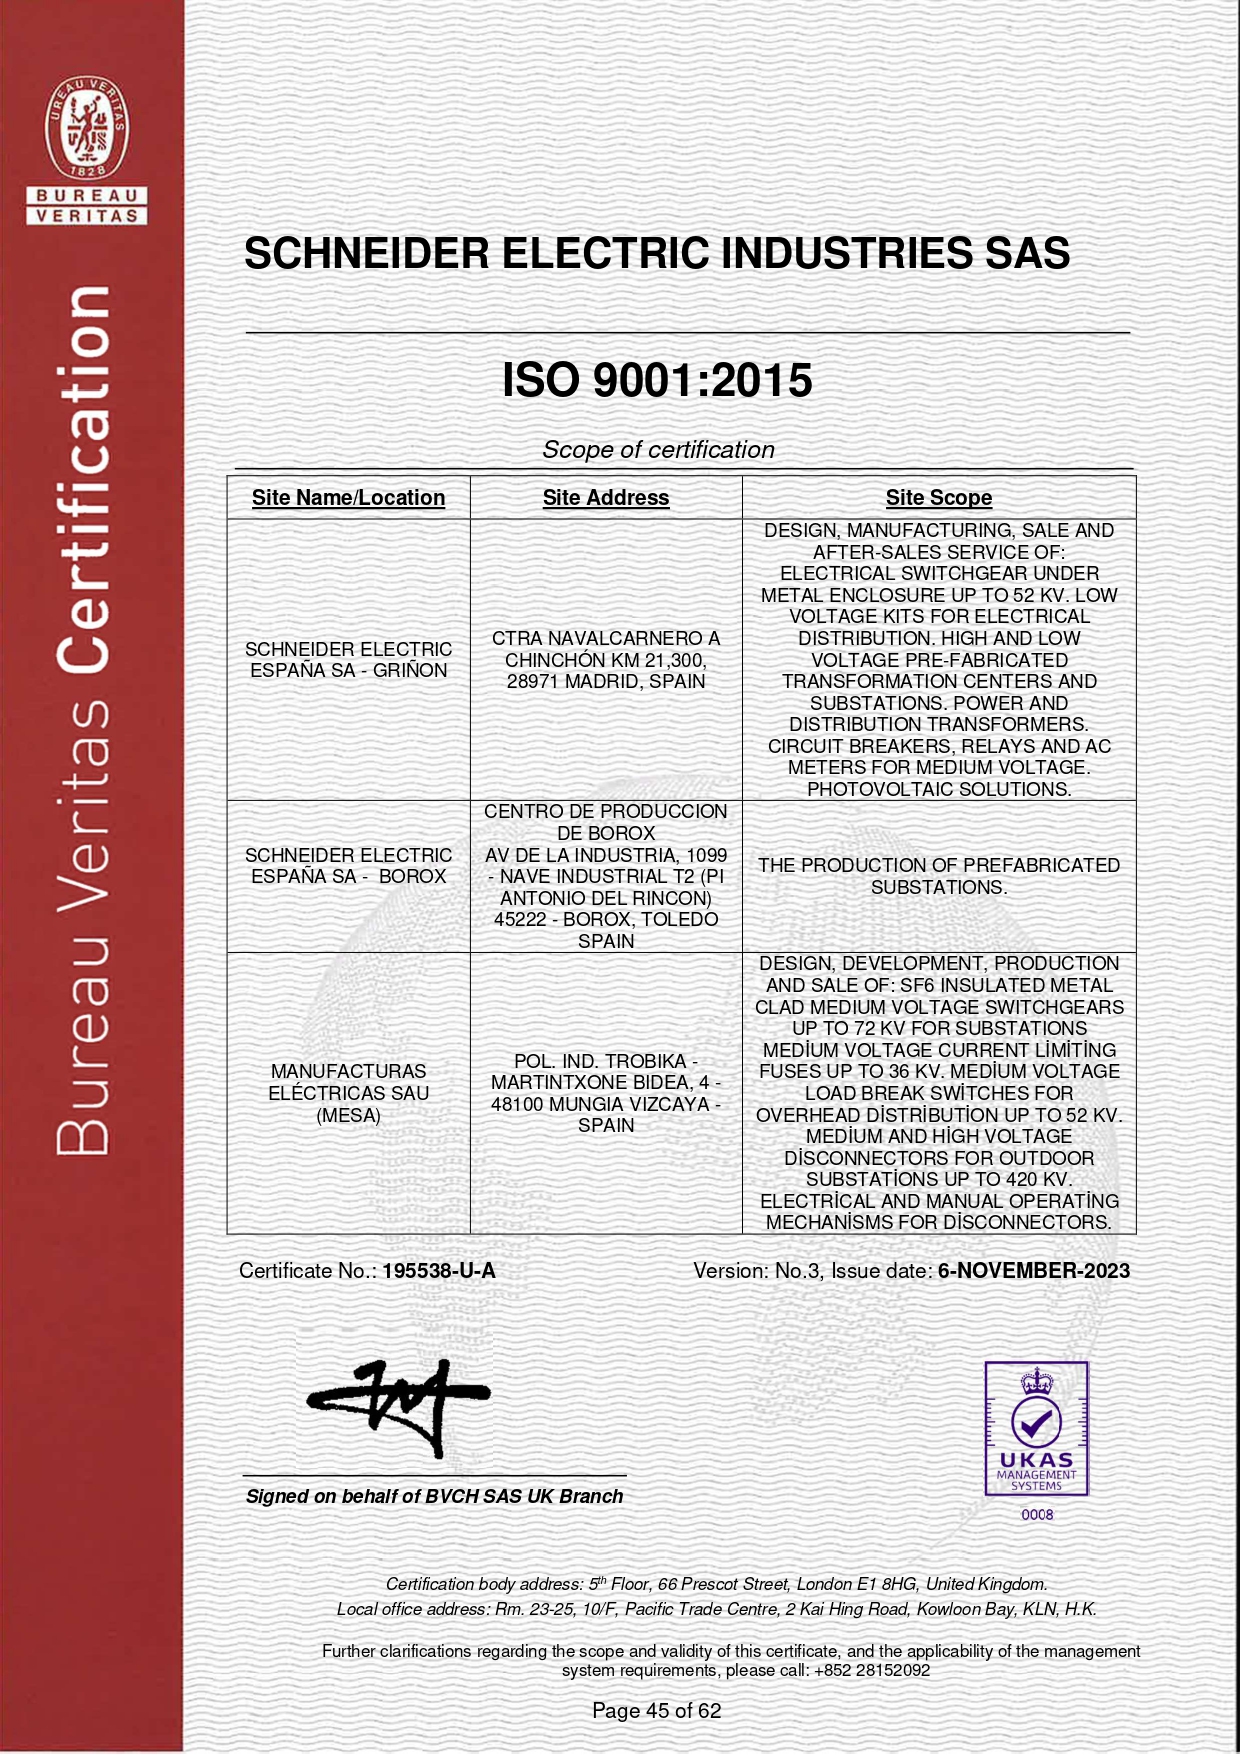 BUREAU VERITAS
1828
BUREAU
VERITAS
Bureau Veritas Certification
SCHNEIDER ELECTRIC INDUSTRIES SAS
ISO 9001:2015
Scope of certification
Site Name/Location
Site Address
Site Scope
SCHNEIDER ELECTRIC
ESPAÑA SA - GRIÑON
CTRA NAVALCARNERO A
CHINCHÓN KM 21,300,
28971 MADRID, SPAIN
DESIGN, MANUFACTURING, SALE AND
AFTER-SALES SERVICE OF:
ELECTRICAL SWITCHGEAR UNDER
METAL ENCLOSURE UP TO 52 KV. LOW
VOLTAGE KITS FOR ELECTRICAL
DISTRIBUTION. HIGH AND LOW
VOLTAGE PRE-FABRICATED
TRANSFORMATION CENTERS AND
SUBSTATIONS. POWER AND
DISTRIBUTION TRANSFORMERS.
CIRCUIT BREAKERS, RELAYS AND AC
METERS FOR MEDIUM VOLTAGE.
PHOTOVOLTAIC SOLUTIONS.
SCHNEIDER ELECTRIC
ESPAÑA SA - BOROX
CENTRO DE PRODUCCION
DE BOROX
AV DE LA INDUSTRIA, 1099
- NAVE INDUSTRIAL T2 (PI
ANTONIO DEL RINCON)
45222 - BOROX, TOLEDO
SPAIN
THE PRODUCTION OF PREFABRICATED
SUBSTATIONS.
MANUFACTURAS
ELÉCTRICAS SAU
(MESA)
POL. IND. TROBIKA -
MARTINTXONE BIDEA, 4 -
48100 MUNGIA VIZCAYA -
SPAIN
DESIGN, DEVELOPMENT, PRODUCTION
AND SALE OF: SF6 INSULATED METAL
CLAD MEDIUM VOLTAGE SWITCHGEARS
UP TO 72 KV FOR SUBSTATIONS
MEDİUM VOLTAGE CURRENT LİMİTİNG
FUSES UP TO 36 KV. MEDİUM VOLTAGE
LOAD BREAK SWİTCHES FOR
OVERHEAD DİSTRİBUTİON UP TO 52 KV.
MEDİUM AND HİGH VOLTAGE
DİSCONNECTORS FOR OUTDOOR
SUBSTATİONS UP TO 420 KV.
ELECTRİCAL AND MANUAL OPERATİNG
MECHANİSMS FOR DİSCONNECTORS.
Certificate No.: 195538-U-A
Version: No.3, Issue date: 6-NOVEMBER-2023
Signed on behalf of BVCH SAS UK Branch
UKAS
MANAGEMENT
SYSTEMS
0008
Certification body address: 5th Floor, 66 Prescot Street, London E1 8HG, United Kingdom.
Local office address: Rm. 23-25, 10/F, Pacific Trade Centre, 2 Kai Hing Road, Kowloon Bay, KLN, H.K.
Further clarifications regarding the scope and validity of this certificate, and the applicability of the management
system requirements, please call: +852 28152092
Page 45 of 62